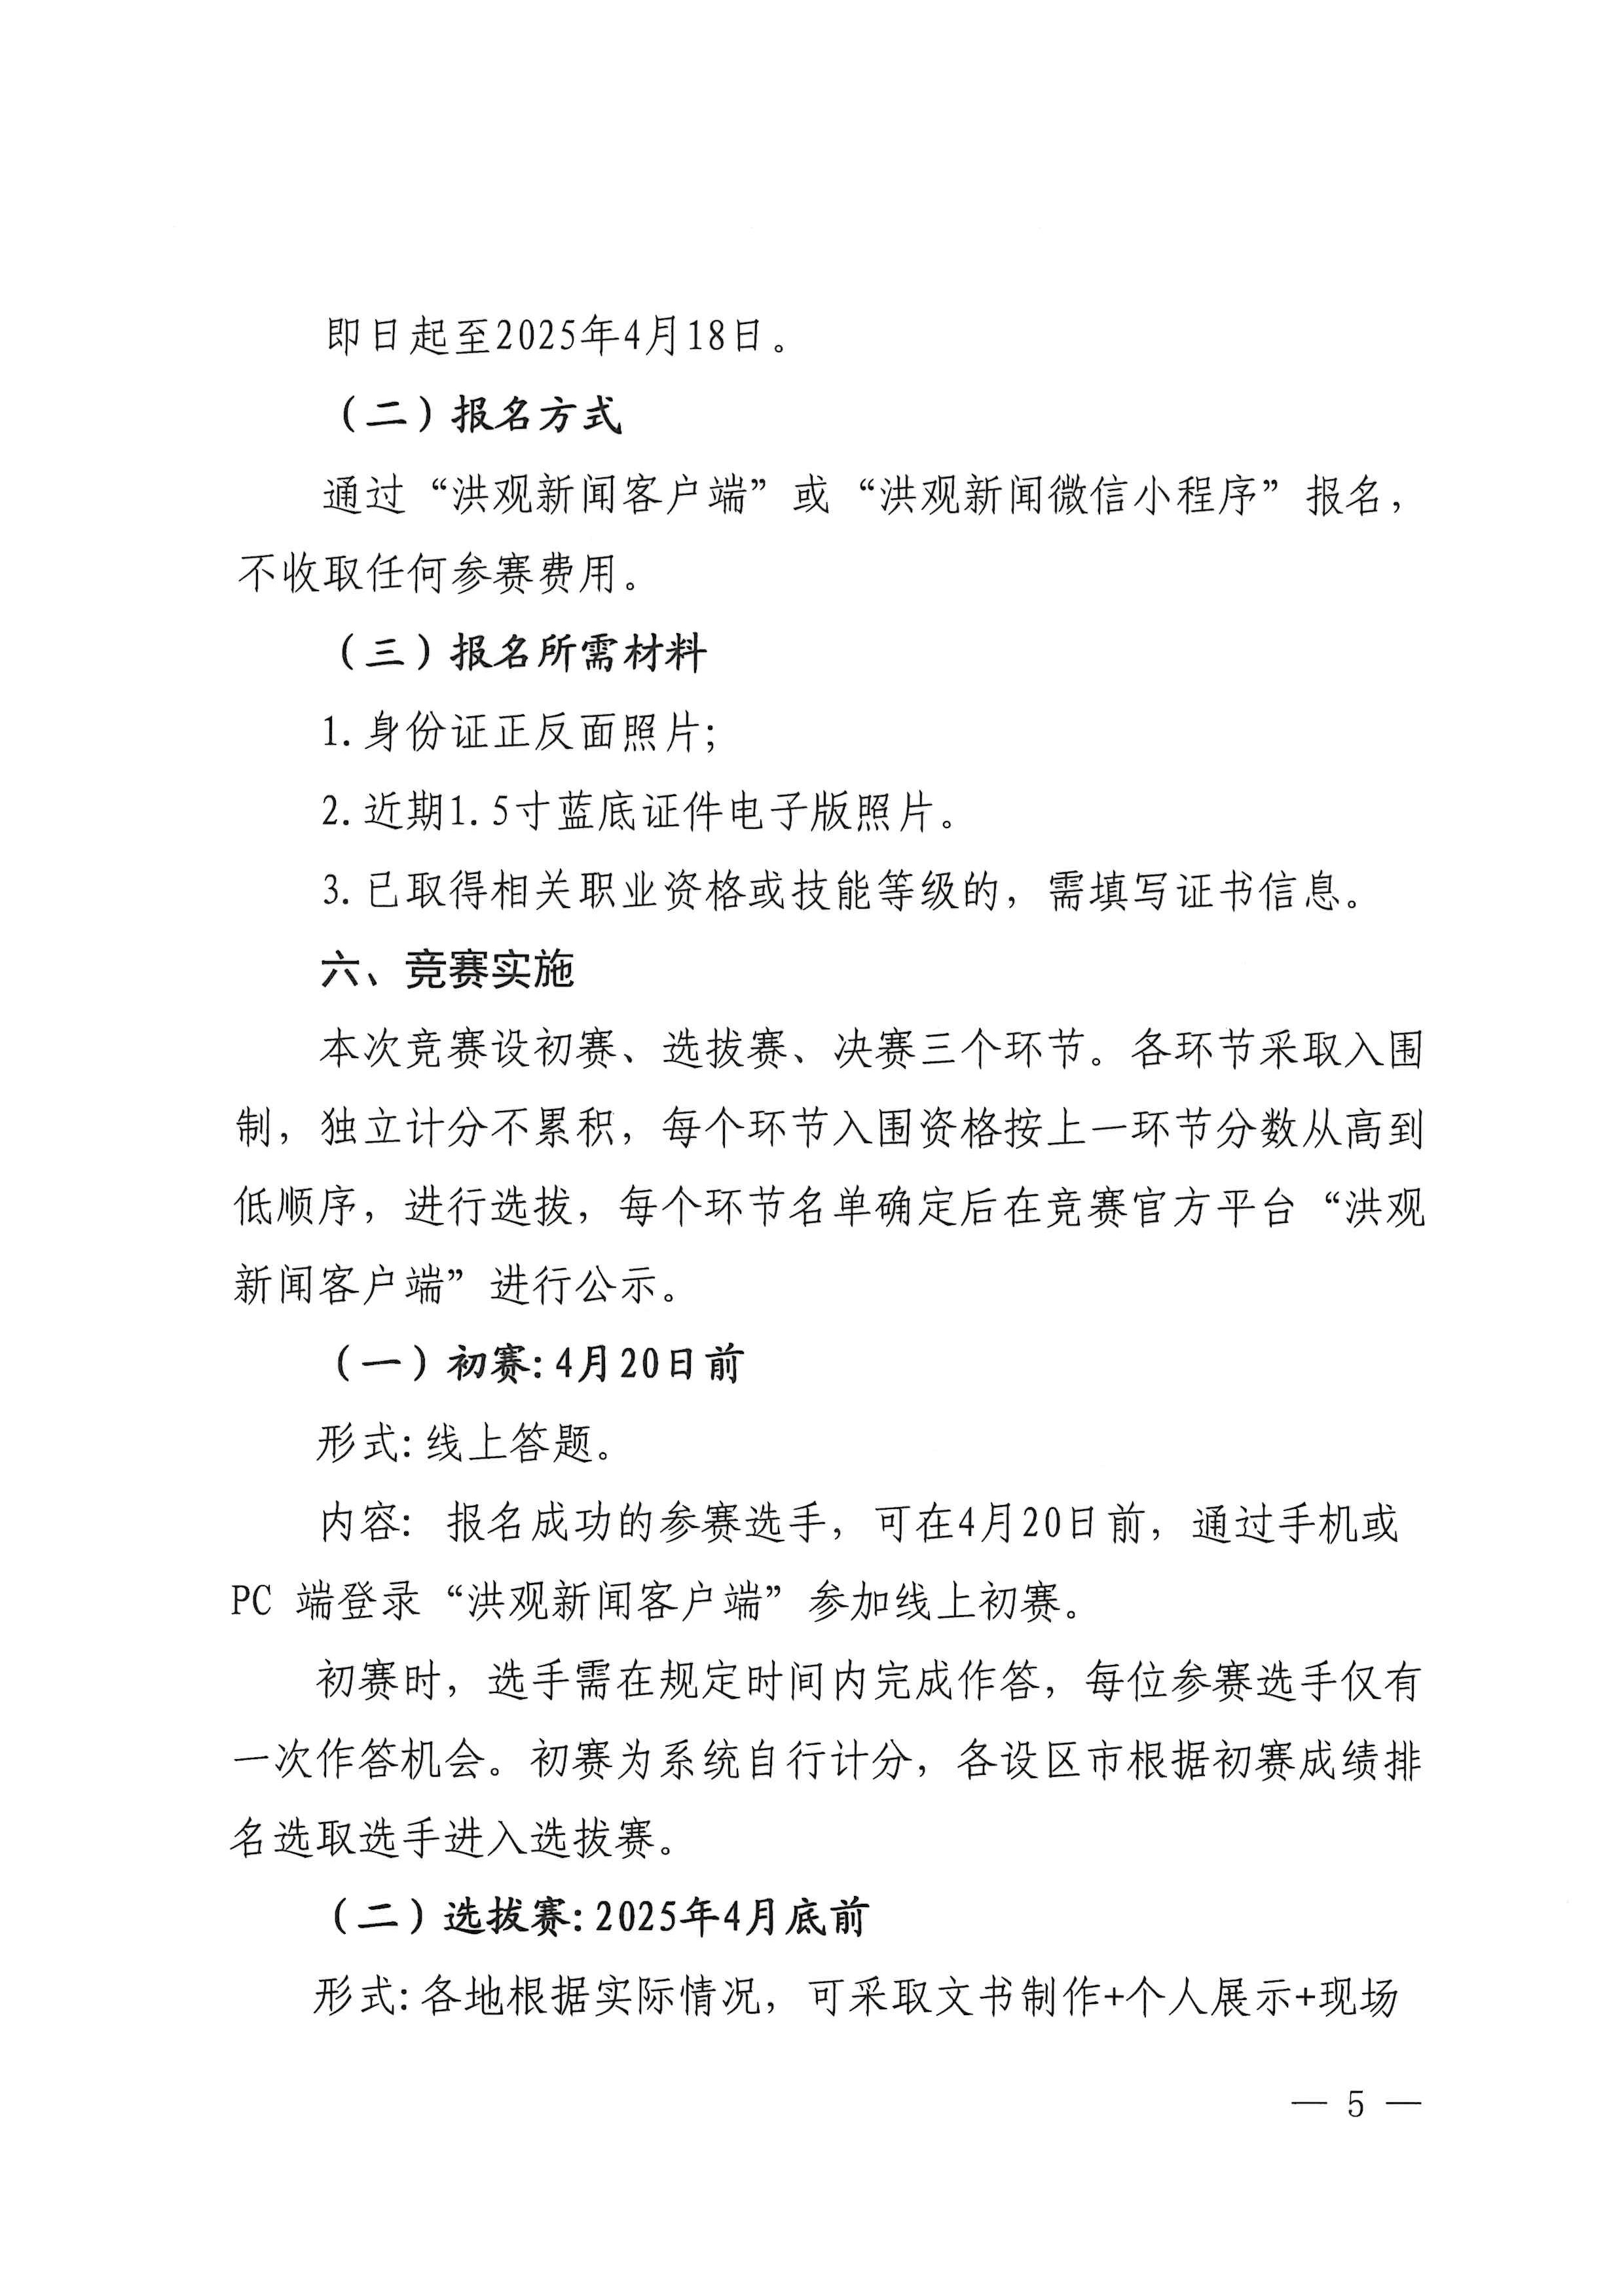 即日起至2025年4月18日。
（二）报名方式
通过“洪观新闻客户端”或“洪观新闻微信小程序”报名，
不收取任何参赛费用。
（三）报名所需材料
1.身份证正反面照片;
2.近期1.5寸蓝底证件电子版照片。
3.已取得相关职业资格或技能等级的，需填写证书信息。
六、竞赛实施
本次竞赛设初赛、选拔赛、决赛三个环节。各环节采取入围
制，独立计分不累积，每个环节入围资格按上一环节分数从高到
低顺序，进行选拔，每个环节名单确定后在竞赛官方平台“洪观
新闻客户端”进行公示。
（一）初赛:4月20日前
形式:线上答题。
内容: 报名成功的参赛选手，可在4月20日前，通过手机或
PC 端登录“洪观新闻客户端”参加线上初赛。
初赛时，选手需在规定时间内完成作答，每位参赛选手仅有
一次作答机会。初赛为系统自行计分，各设区市根据初赛成绩排
名选取选手进入选拔赛。
（二）选拔赛:2025年4月底前
形式:各地根据实际情况，可采取文书制作+个人展示+现场
— 5 —